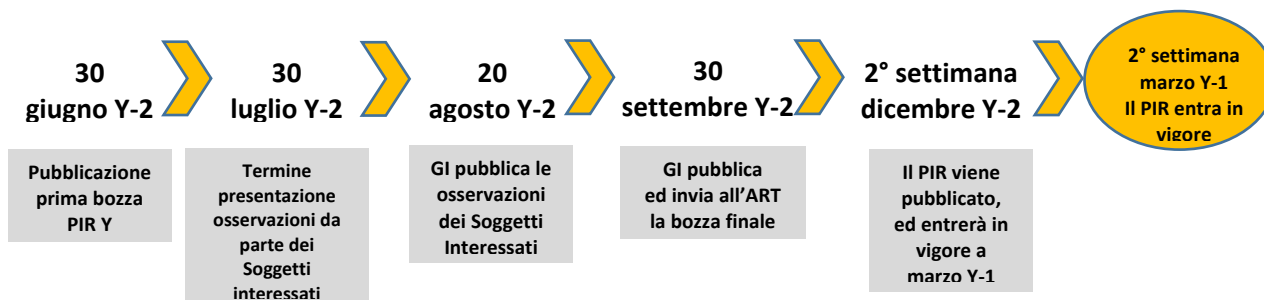 30
giugno Y-2
30
luglio Y-2
20
agosto Y-2
30
settembre Y-2
2° settimana
dicembre Y-2
2° settimana
marzo Y-1
Il PIR entra in
vigore
Pubblicazione
prima bozza
PIR Y
Termine
presentazione
osservazioni da
parte dei
Soggetti
interessati
GI pubblica le
osservazioni
dei Soggetti
Interessati
GI pubblica
ed invia all'ART
la bozza finale
Il PIR viene
pubblicato,
ed entrerà in
vigore a
marzo Y-1